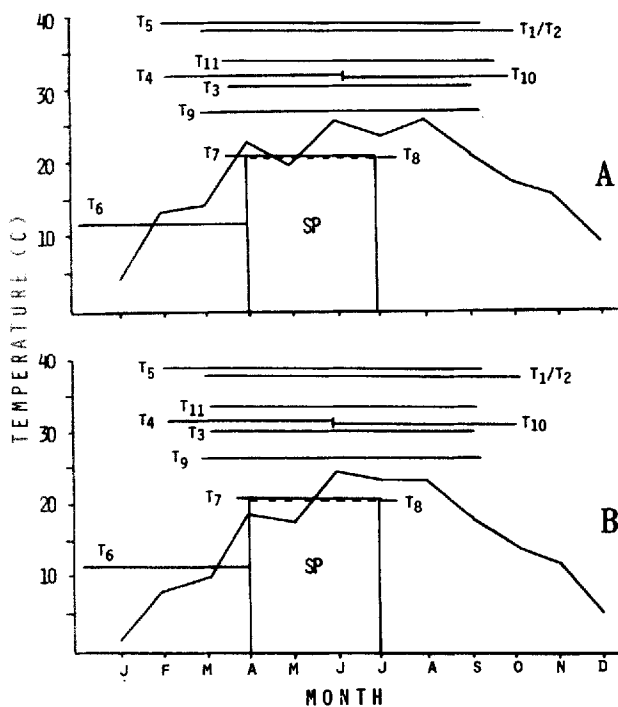 40
T5
T1/T2
T11
T4
T10
30
T3
T9
20
T7
T8
A
T6
SP
10
TEMPERATURE (C)
40
T5
T1/T2
T11
T4
T10
30
T3
T9
20
T7
T8
B
T6
SP
10
J F M A M J J A S O N D
MONTH